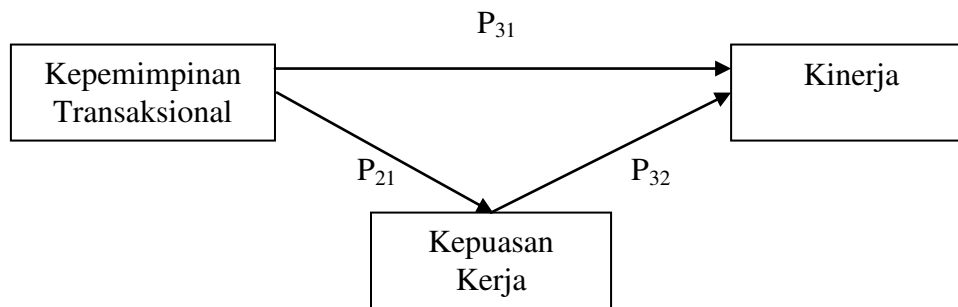 P31
Kepemimpinan
Transaksional
Kinerja
P21
P32
Kepuasan
Kerja